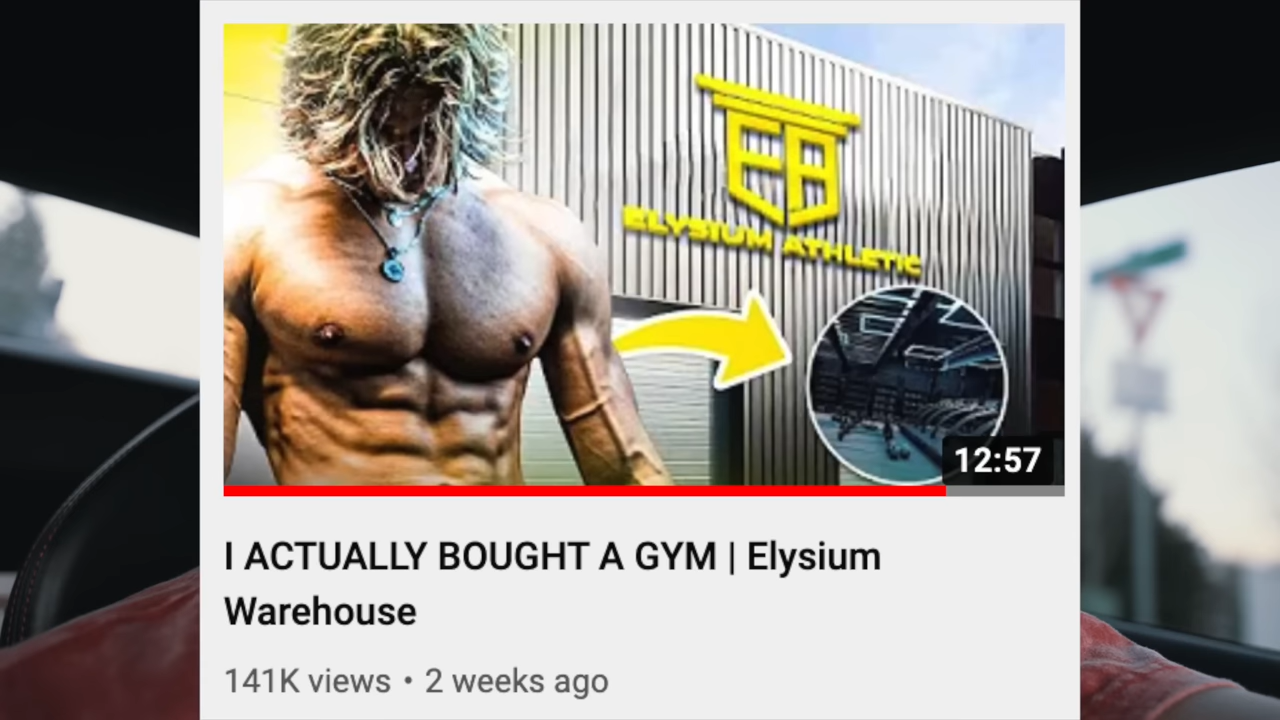 EA
ELYSIUM ATHLETIC
12:57
I ACTUALLY BOUGHT A GYM | Elysium
Warehouse
141K views • 2 weeks ago